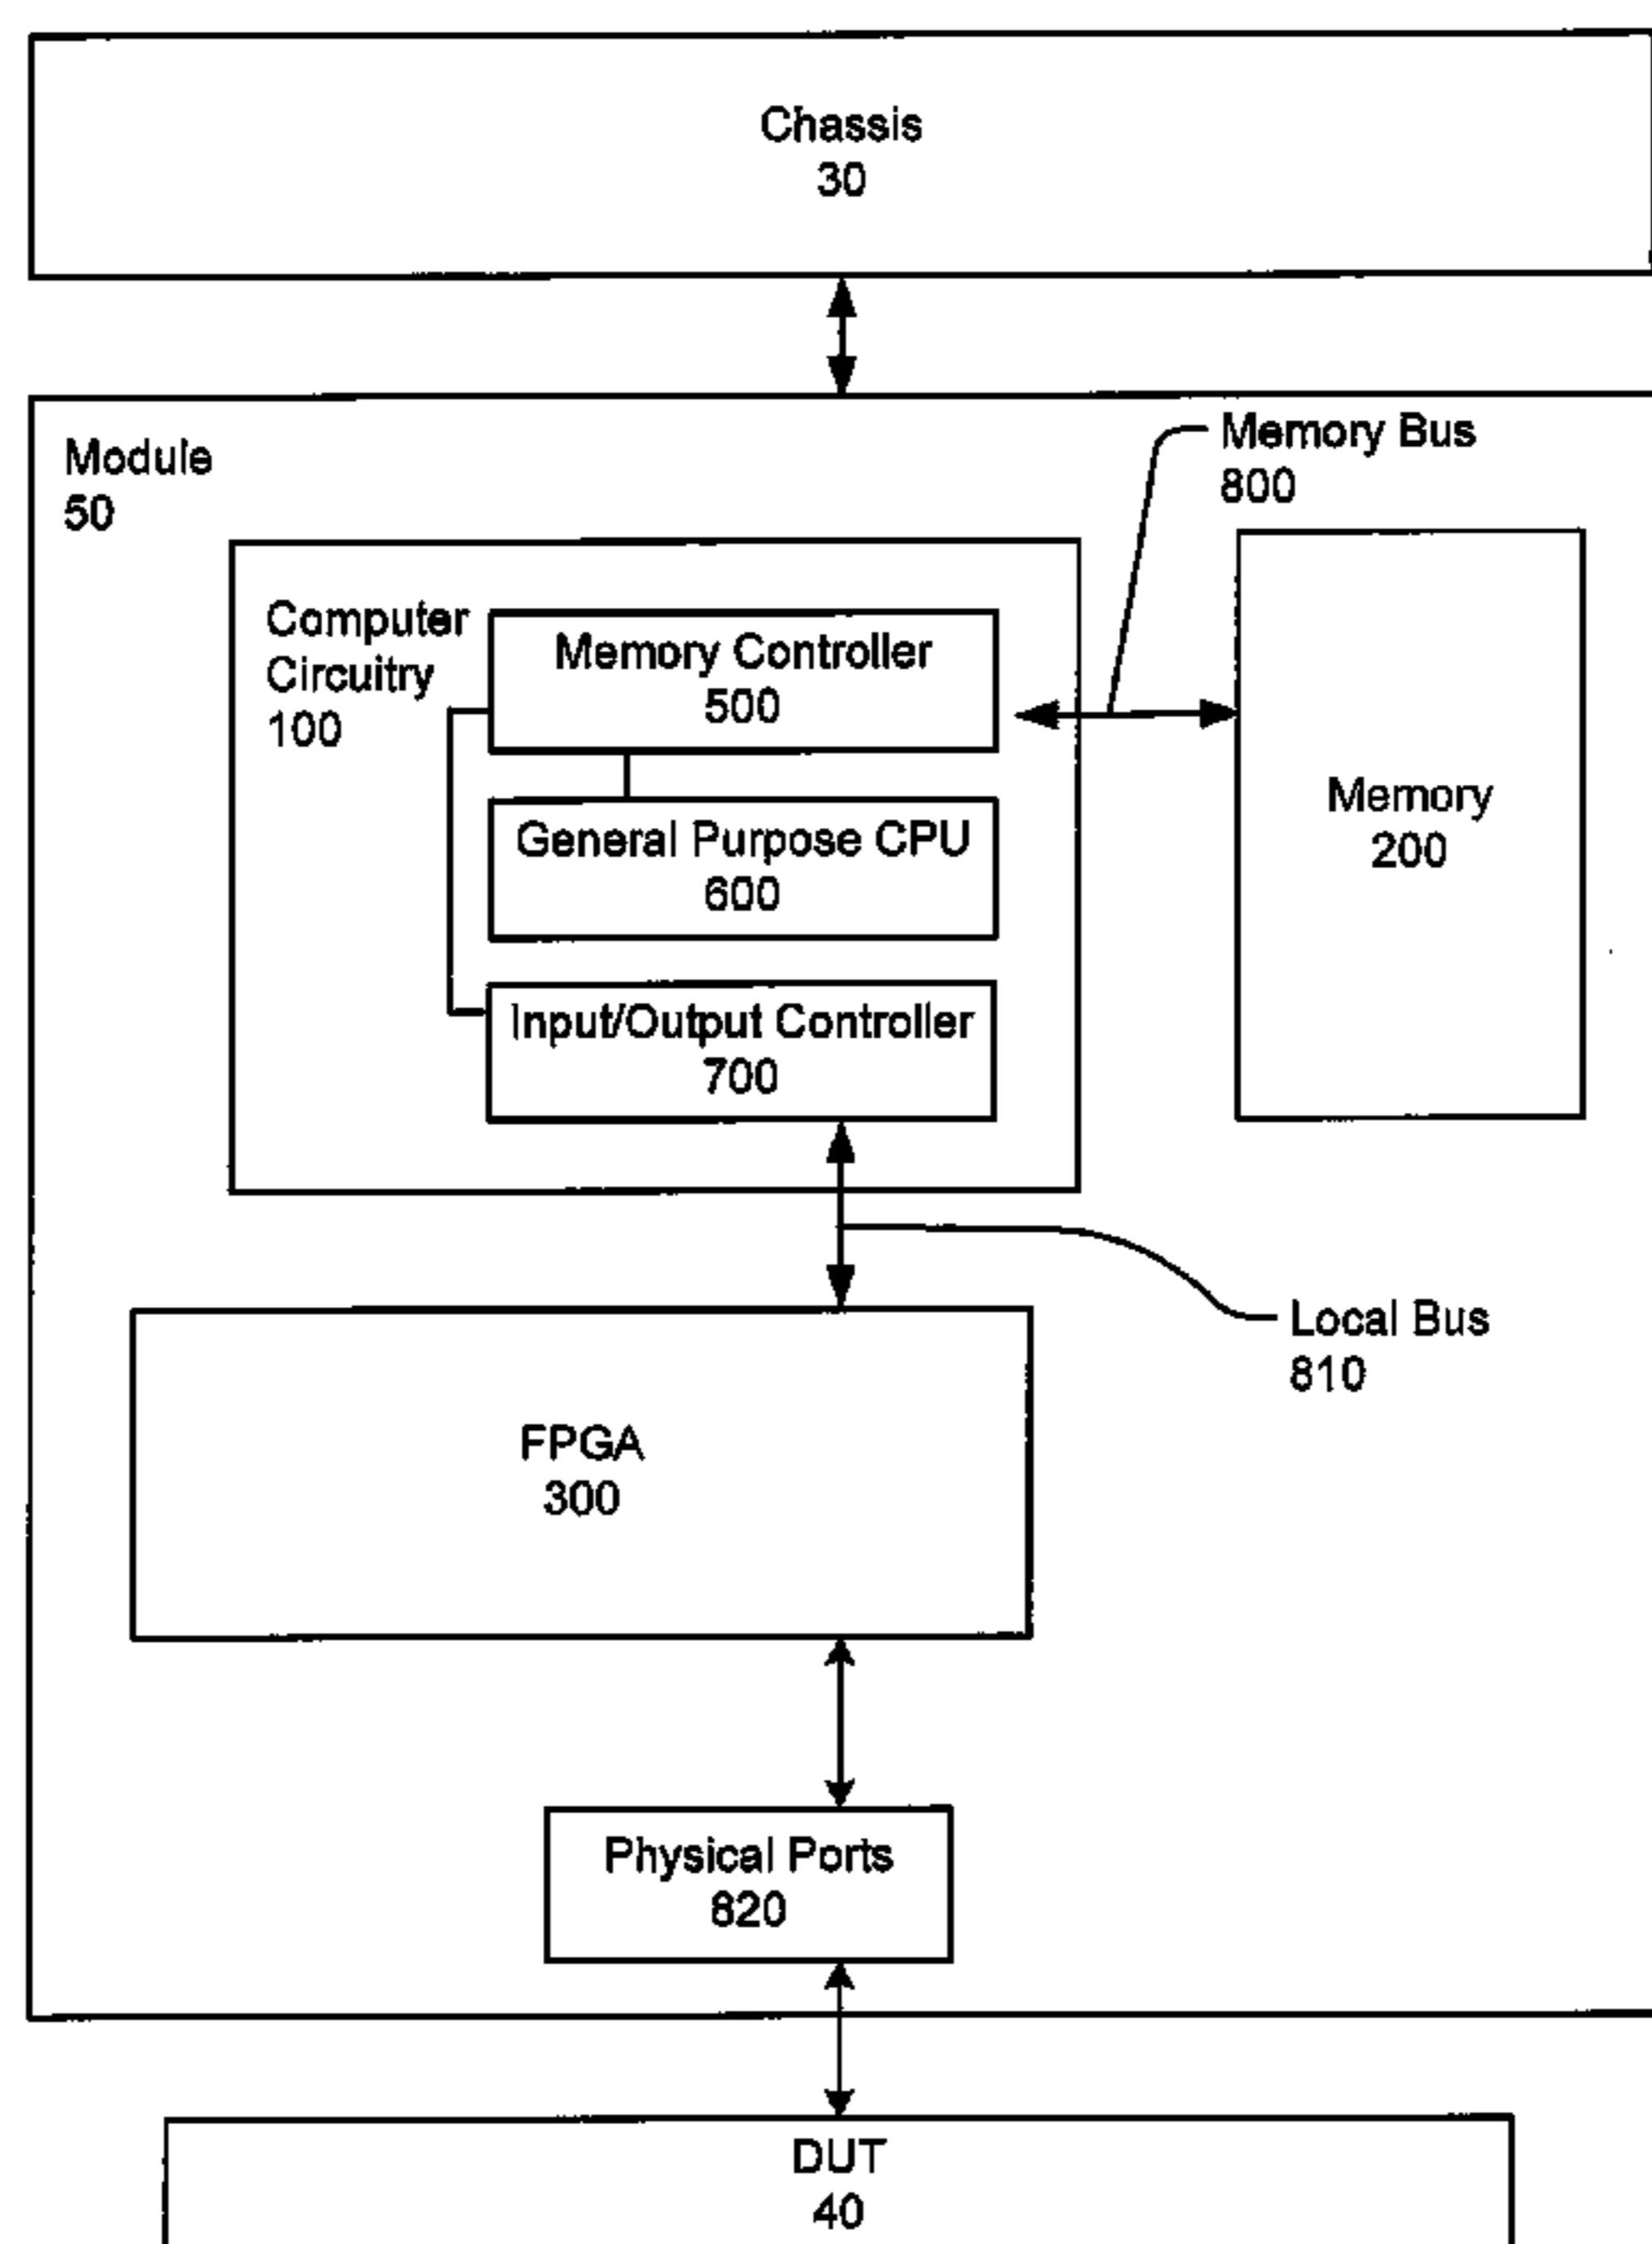 Chassis
30
Module
50
Memory Bus
800
Computer
Circuitry
100
Memory Controller
500
General Purpose CPU
600
Input/Output Controller
700
Memory
200
Local Bus
810
FPGA
300
Physical Ports
820
DUT
40